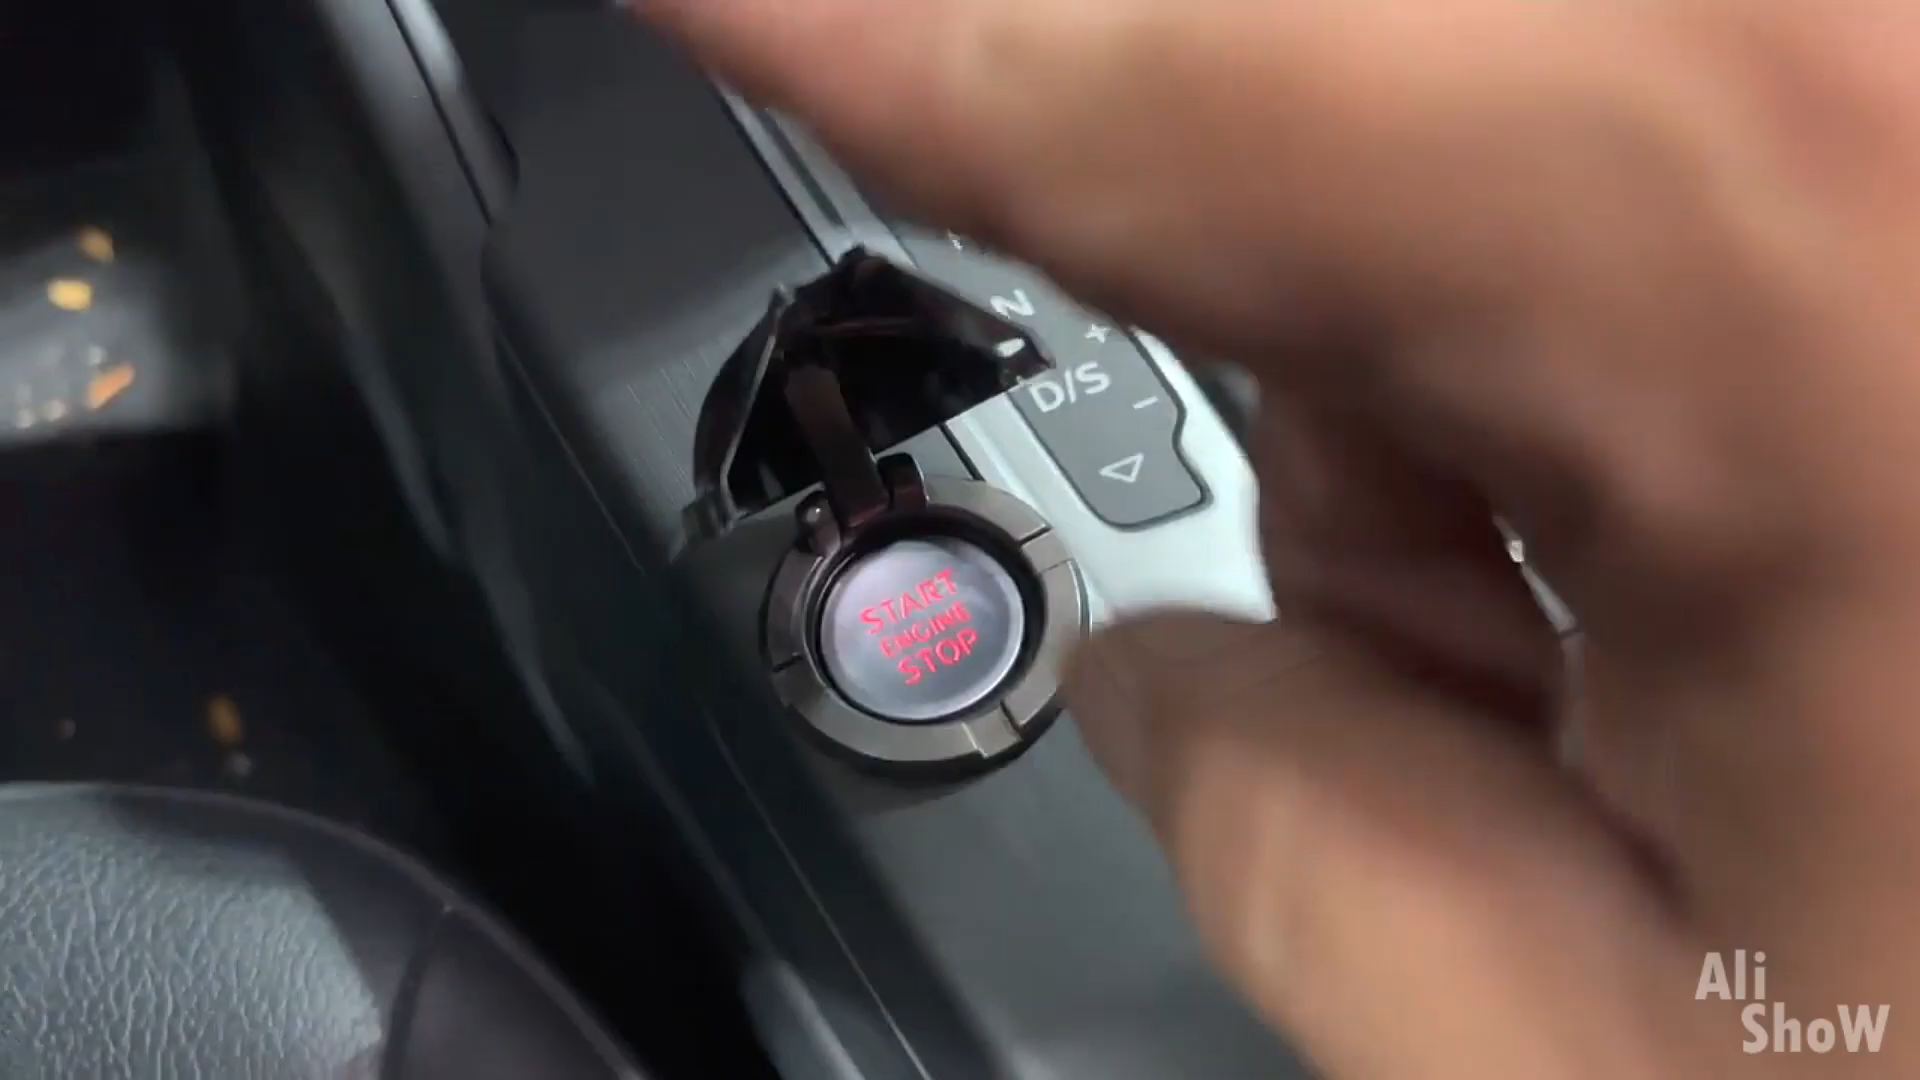 N
+
D/S
−
START
ENGINE
STOP
Ali
ShoW